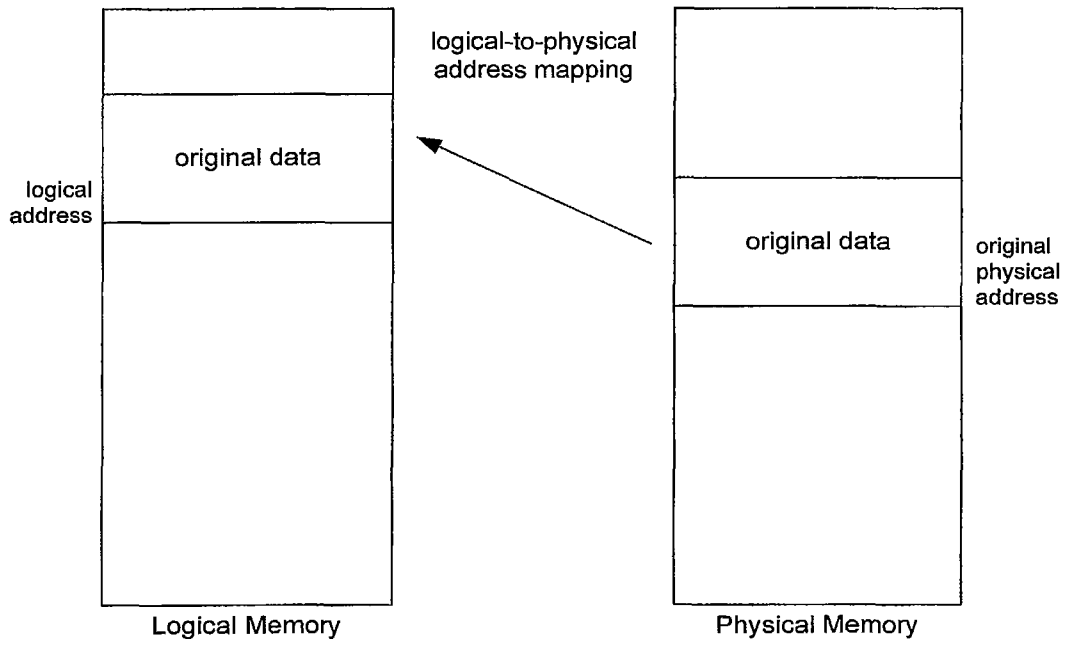 logical-to-physical
address mapping
original data
logical
address
original data
original
physical
address
Logical Memory
Physical Memory